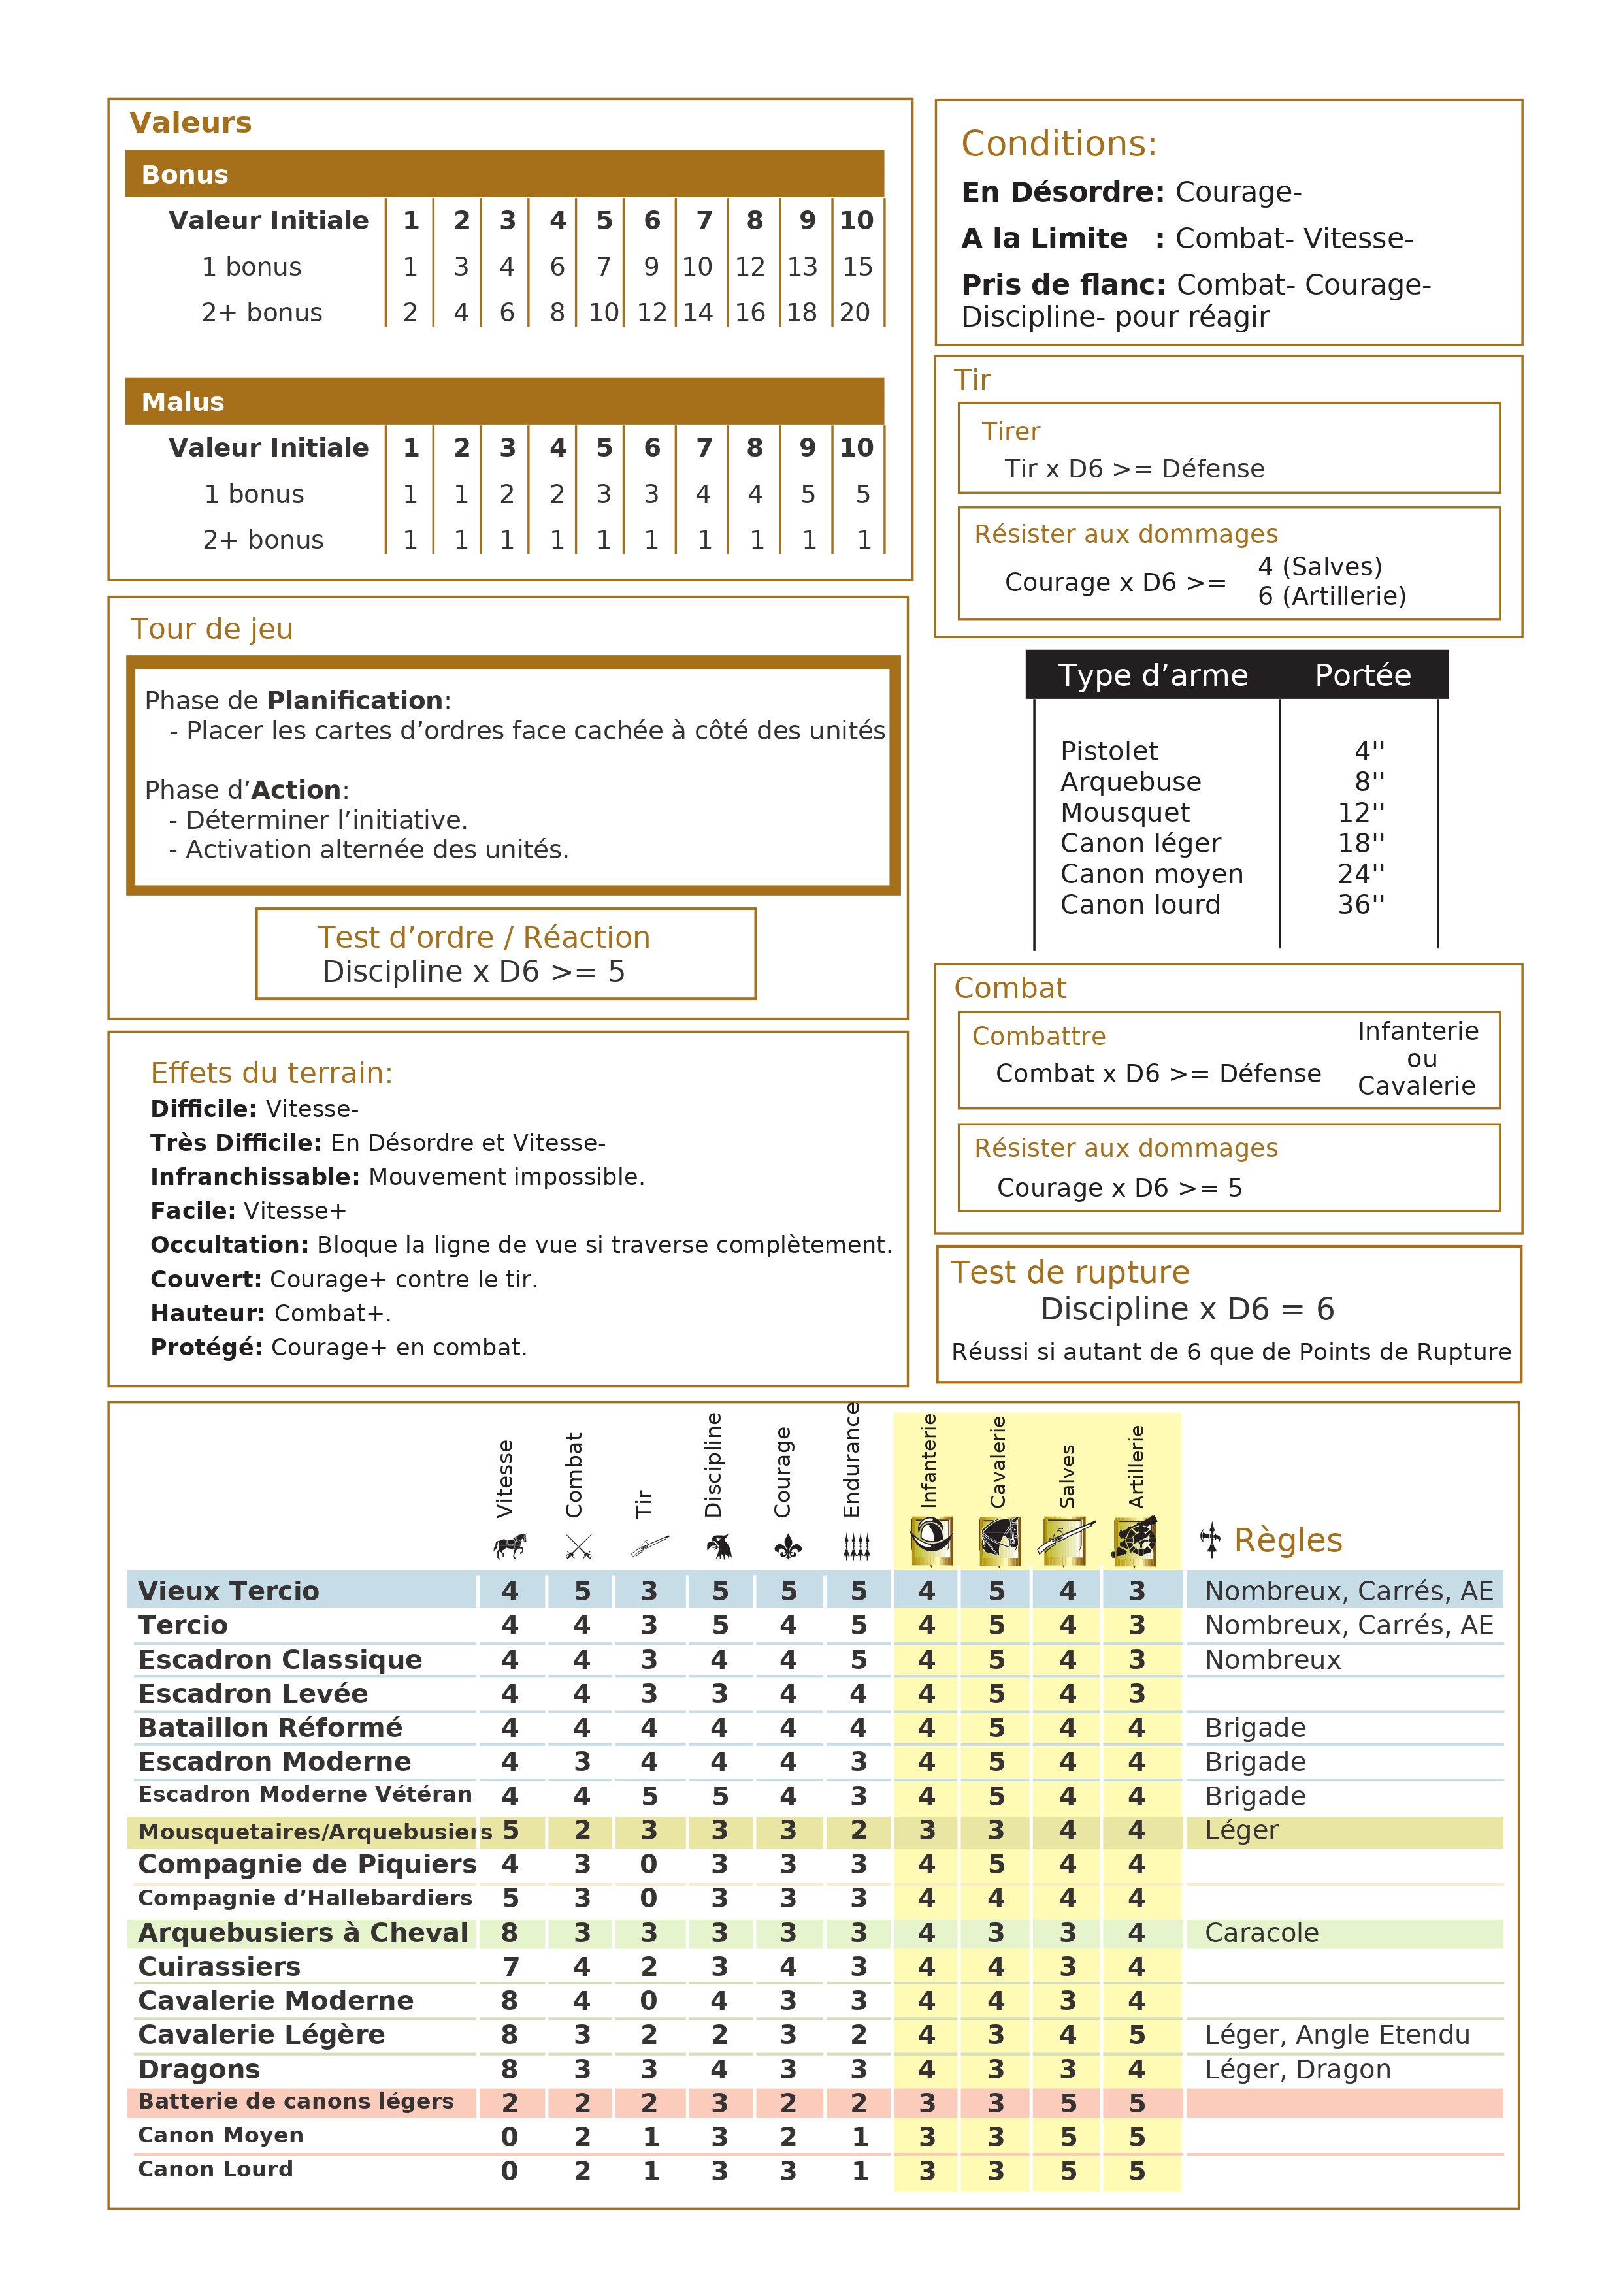 Valeurs
Bonus
Valeur Initiale 1 2 3 4 5 6 7 8 9 10
1 bonus 1 3 4 6 7 9 10 12 13 15
2+ bonus 2 4 6 8 10 12 14 16 18 20
Malus
Valeur Initiale 1 2 3 4 5 6 7 8 9 10
1 bonus 1 1 2 2 3 3 4 4 5 5
2+ bonus 1 1 1 1 1 1 1 1 1 1
Conditions:
En Désordre: Courage-
A la Limite : Combat- Vitesse-
Pris de flanc: Combat- Courage-
Discipline- pour réagir
Tir
Tirer
Tir x D6 >= Défense
Résister aux dommages
Courage x D6 >=
4 (Salves)
6 (Artillerie)
Tour de jeu
Phase de Planification:
- Placer les cartes d’ordres face cachée à côté des unités
Phase d’Action:
- Déterminer l’initiative.
- Activation alternée des unités.
Test d’ordre / Réaction
Discipline x D6 >= 5
Type d’arme Portée
Pistolet 4''
Arquebuse 8''
Mousquet 12''
Canon léger 18''
Canon moyen 24''
Canon lourd 36''
Effets du terrain:
Difficile: Vitesse-
Très Difficile: En Désordre et Vitesse-
Infranchissable: Mouvement impossible.
Facile: Vitesse+
Occultation: Bloque la ligne de vue si traverse complètement.
Couvert: Courage+ contre le tir.
Hauteur: Combat+.
Protégé: Courage+ en combat.
Combat
Combattre
Combat x D6 >= Défense
Infanterie
ou
Cavalerie
Résister aux dommages
Courage x D6 >= 5
Test de rupture
Discipline x D6 = 6
Réussi si autant de 6 que de Points de Rupture
Vitesse Combat Tir Discipline Courage Endurance Infanterie Cavalerie Salves Artillerie Règles
Vieux Tercio 4 5 3 5 5 5 4 5 4 3 Nombreux, Carrés, AE
Tercio 4 4 3 5 4 5 4 5 4 3 Nombreux, Carrés, AE
Escadron Classique 4 4 3 4 4 5 4 5 4 3 Nombreux
Escadron Levée 4 4 3 3 4 4 4 5 4 3
Bataillon Réformé 4 4 4 4 4 4 4 5 4 4 Brigade
Escadron Moderne 4 3 4 4 4 3 4 5 4 4 Brigade
Escadron Moderne Vétéran 4 4 5 5 4 3 4 5 4 4 Brigade
Mousquetaires/Arquebusiers 5 2 3 3 3 2 3 3 4 4 Léger
Compagnie de Piquiers 4 3 0 3 3 3 4 5 4 4
Compagnie d’Hallebardiers 5 3 0 3 3 3 4 4 4 4
Arquebusiers à Cheval 8 3 3 3 3 3 4 3 3 4 Caracole
Cuirassiers 7 4 2 3 4 3 4 4 3 4
Cavalerie Moderne 8 4 0 4 3 3 4 4 3 4
Cavalerie Légère 8 3 2 2 3 2 4 3 4 5 Léger, Angle Etendu
Dragons 8 3 3 4 3 3 4 3 3 4 Léger, Dragon
Batterie de canons légers 2 2 2 3 2 2 3 3 5 5
Canon Moyen 0 2 1 3 2 1 3 3 5 5
Canon Lourd 0 2 1 3 3 1 3 3 5 5